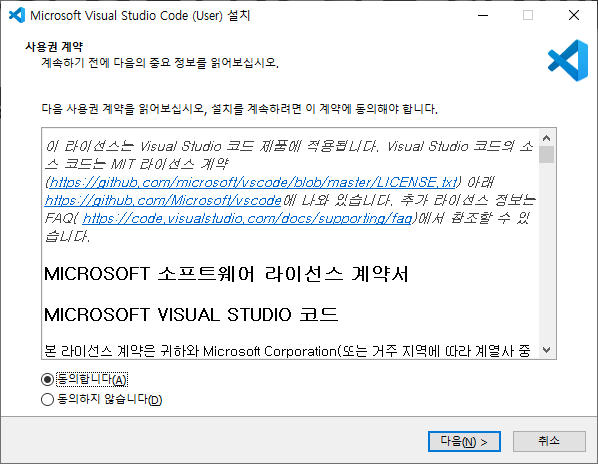 Microsoft Visual Studio Code (User) 설치
사용권 계약
계속하기 전에 다음의 중요 정보를 읽어보십시오.
다음 사용권 계약을 읽어보십시오, 설치를 계속하려면 이 계약에 동의해야 합니다.
이 라이선스는 Visual Studio 코드 제품에 적용됩니다. Visual Studio 코드의 소
스 코드는 MIT 라이선스 계약
(https://github.com/microsoft/vscode/blob/master/LICENSE.txt) 아래
https://github.com/Microsoft/vscode에 나와 있습니다. 추가 라이선스 정보는
FAQ( https://code.visualstudio.com/docs/supporting/faq)에서 참조할 수 있
습니다.
MICROSOFT 소프트웨어 라이선스 계약서
MICROSOFT VISUAL STUDIO 코드
본 라이선스 계약은 귀하와 Microsoft Corporation(또는 거주 지역에 따라 계열사 중
동의합니다(A)
동의하지 않습니다(D)
다음(N) >
취소